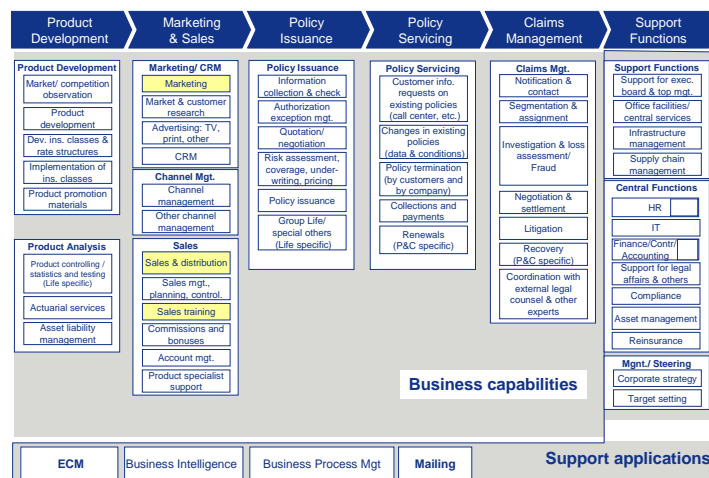 Product
Development
Marketing
& Sales
Policy
Issuance
Policy
Servicing
Claims
Management
Support
Functions
Product Development
Market/ competition
observation
Product
development
Dev. ins. classes &
rate structures
Implementation of
ins. classes
Product promotion
materials
Product Analysis
Product controlling /
statistics and testing
(Life specific)
Actuarial services
Asset liability
management
Marketing/ CRM
Marketing
Market & customer
research
Advertising: TV,
print, other
CRM
Channel Mgt.
Channel
management
Other channel
management
Sales
Sales & distribution
Sales mgt.,
planning, control.
Sales training
Commissions and
bonuses
Account mgt.
Product specialist
support
Policy Issuance
Information
collection & check
Authorization
exception mgt.
Quotation/
negotiation
Risk assessment,
coverage, under-
writing, pricing
Policy issuance
Group Life/
special others
(Life specific)
Policy Servicing
Customer info.
requests on
existing policies
(call center, etc.)
Changes in existing
policies
(data & conditions)
Policy termination
(by customers and
by company)
Collections and
payments
Renewals
(P&C specific)
Claims Mgt.
Notification &
contact
Segmentation &
assignment
Investigation & loss
assessment/
Fraud
Negotiation &
settlement
Litigation
Recovery
(P&C specific)
Coordination with
external legal
counsel & other
experts
Support Functions
Support for exec.
board & top mgt.
Office facilities/
central services
Infrastructure
management
Supply chain
management
Central Functions
HR
IT
Finance/Contr/
Accounting
Support for legal
affairs & others
Compliance
Asset management
Reinsurance
Mgnt./ Steering
Corporate strategy
Target setting
Business capabilities
ECM
Business Intelligence
Business Process Mgt
Mailing
Support applications